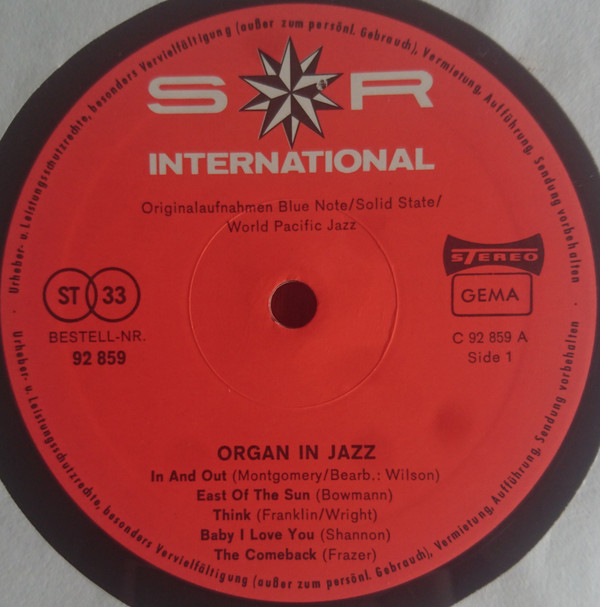 Urheber- u. Leistungsschutzrechte, besonders Vervielfältigung (außer zum persönl. Gebrauch), Vermietung, Aufführung, Sendung vorbehalten
S R
INTERNATIONAL
Originalaufnahmen Blue Note/Solid State/
World Pacific Jazz
STEREO
ST 33
GEMA
BESTELL-NR.
92 859
C 92 859 A
Side 1
ORGAN IN JAZZ
In And Out (Montgomery/Bearb.: Wilson)
East Of The Sun (Bowmann)
Think (Franklin/Wright)
Baby I Love You (Shannon)
The Comeback (Frazer)
Urheber- u. Leistungsschutzrechte, besonders Vervielfältigung (außer zum persönl. Gebrauch), Vermietung, Aufführung, Sendung vorbehalten